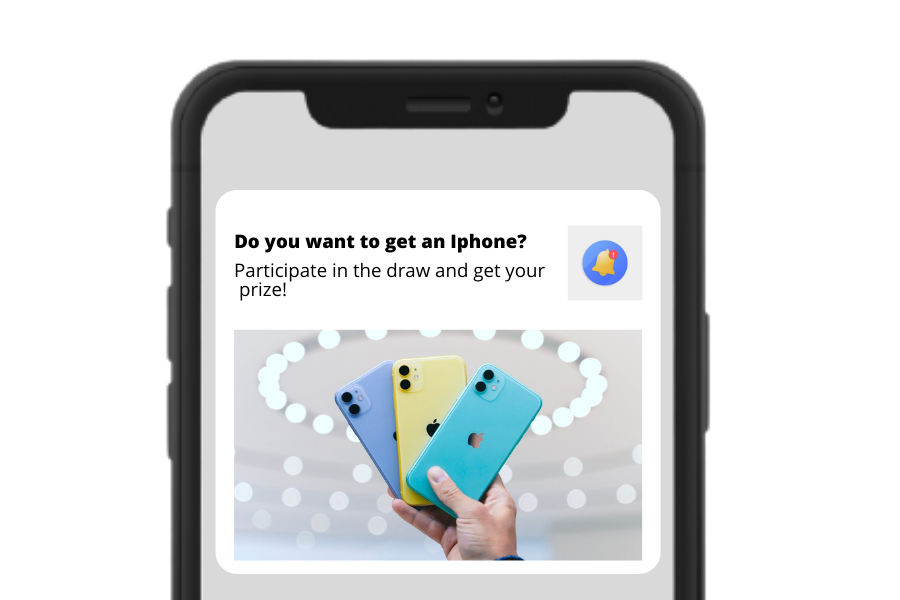 Do you want to get an Iphone?
Participate in the draw and get your
prize!